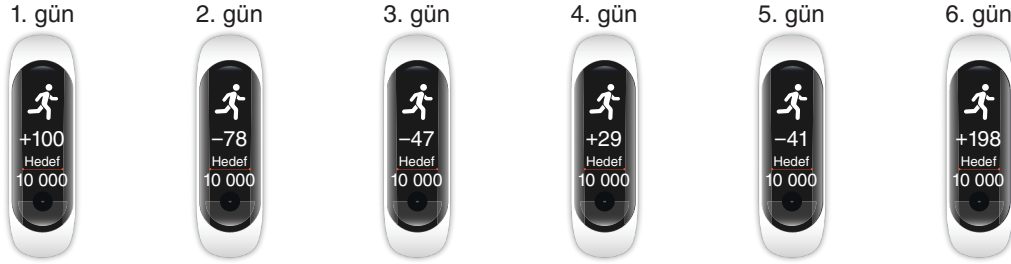 1. gün 2. gün 3. gün 4. gün 5. gün 6. gün
+100 –78 –47 +29 –41 +198
Hedef Hedef Hedef Hedef Hedef Hedef
10 000 10 000 10 000 10 000 10 000 10 000